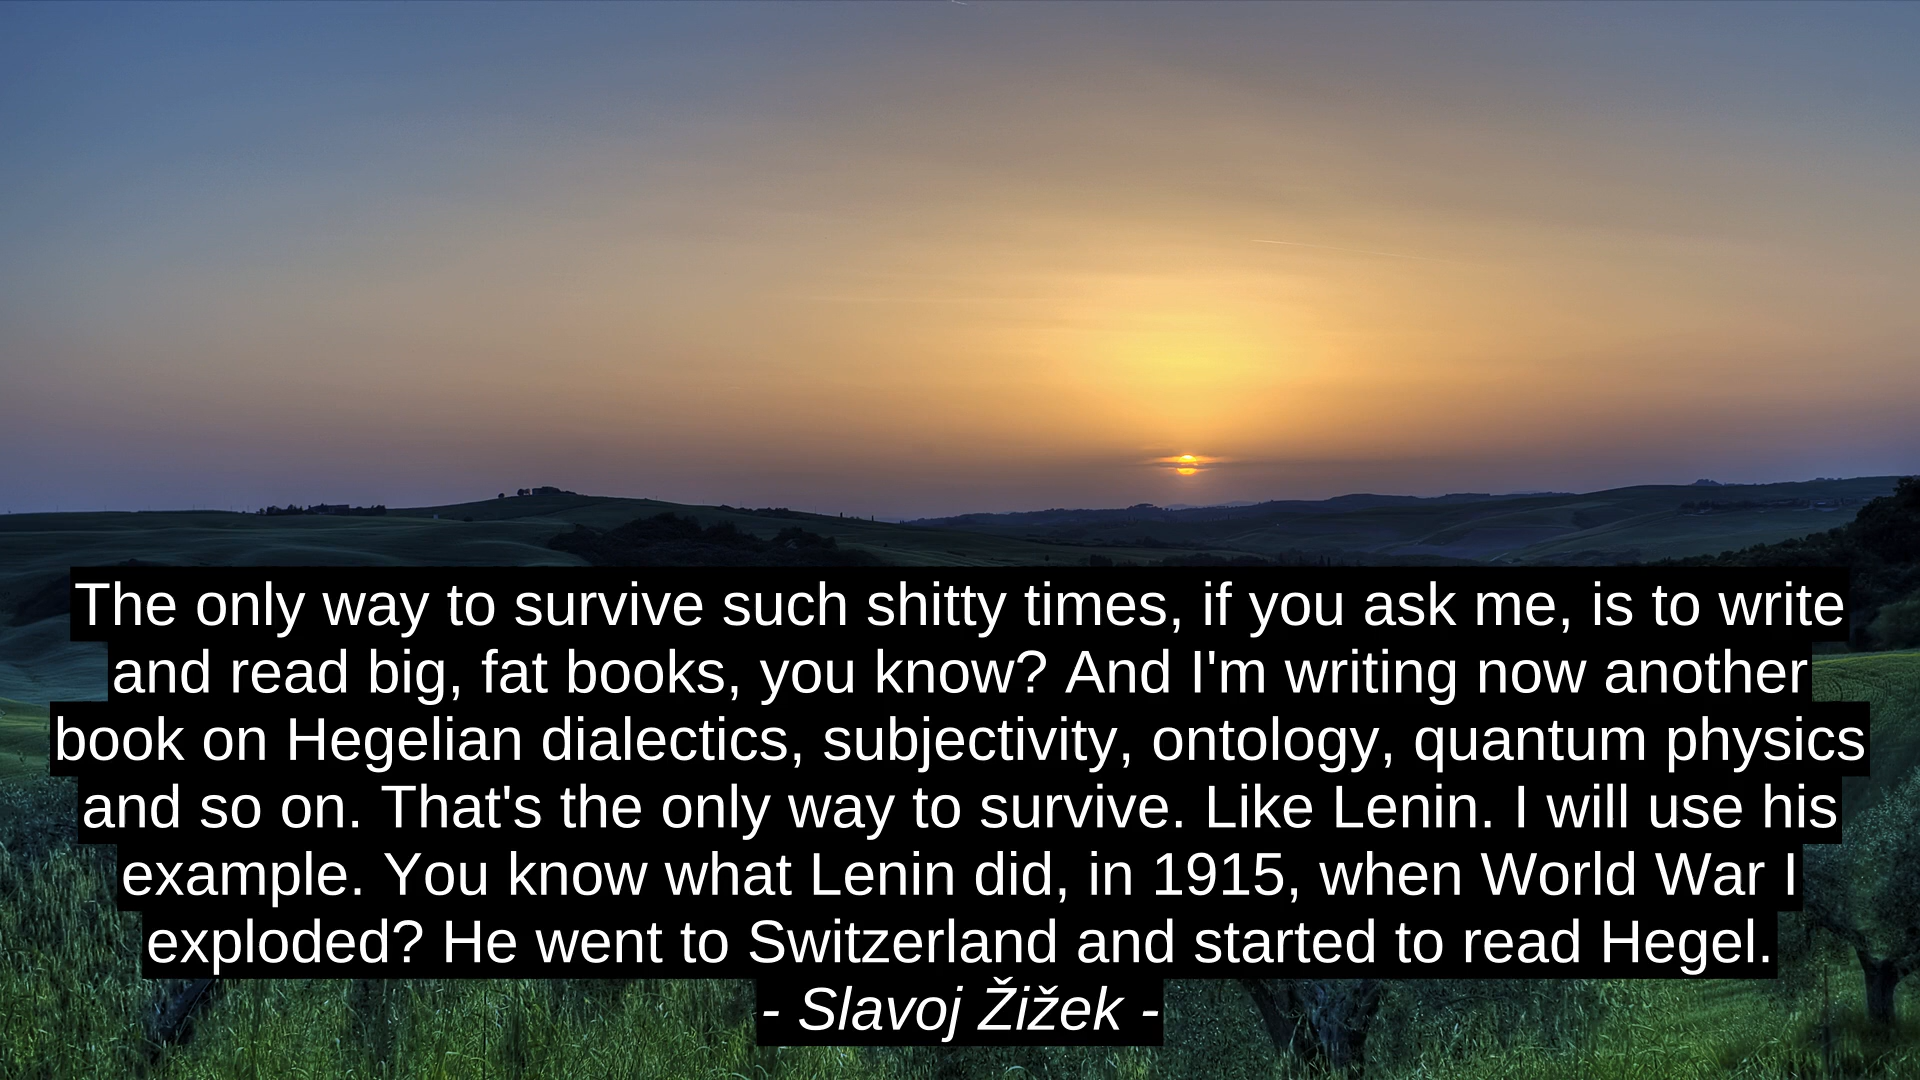 The only way to survive such shitty times, if you ask me, is to write
and read big, fat books, you know? And I'm writing now another
book on Hegelian dialectics, subjectivity, ontology, quantum physics
and so on. That's the only way to survive. Like Lenin. I will use his
example. You know what Lenin did, in 1915, when World War I
exploded? He went to Switzerland and started to read Hegel.
- Slavoj Žižek -